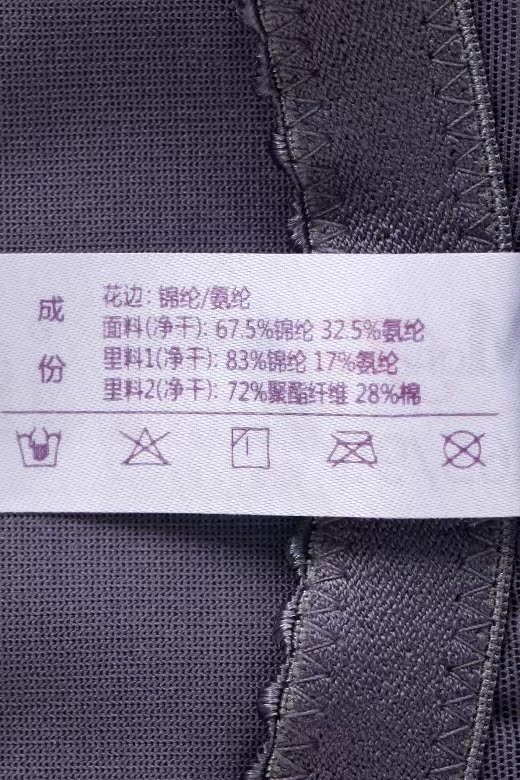 成份
花边: 锦纶/氨纶
面料(净干): 67.5%锦纶 32.5%氨纶
里料1(净干): 83%锦纶 17%氨纶
里料2(净干): 72%聚酯纤维 28%棉